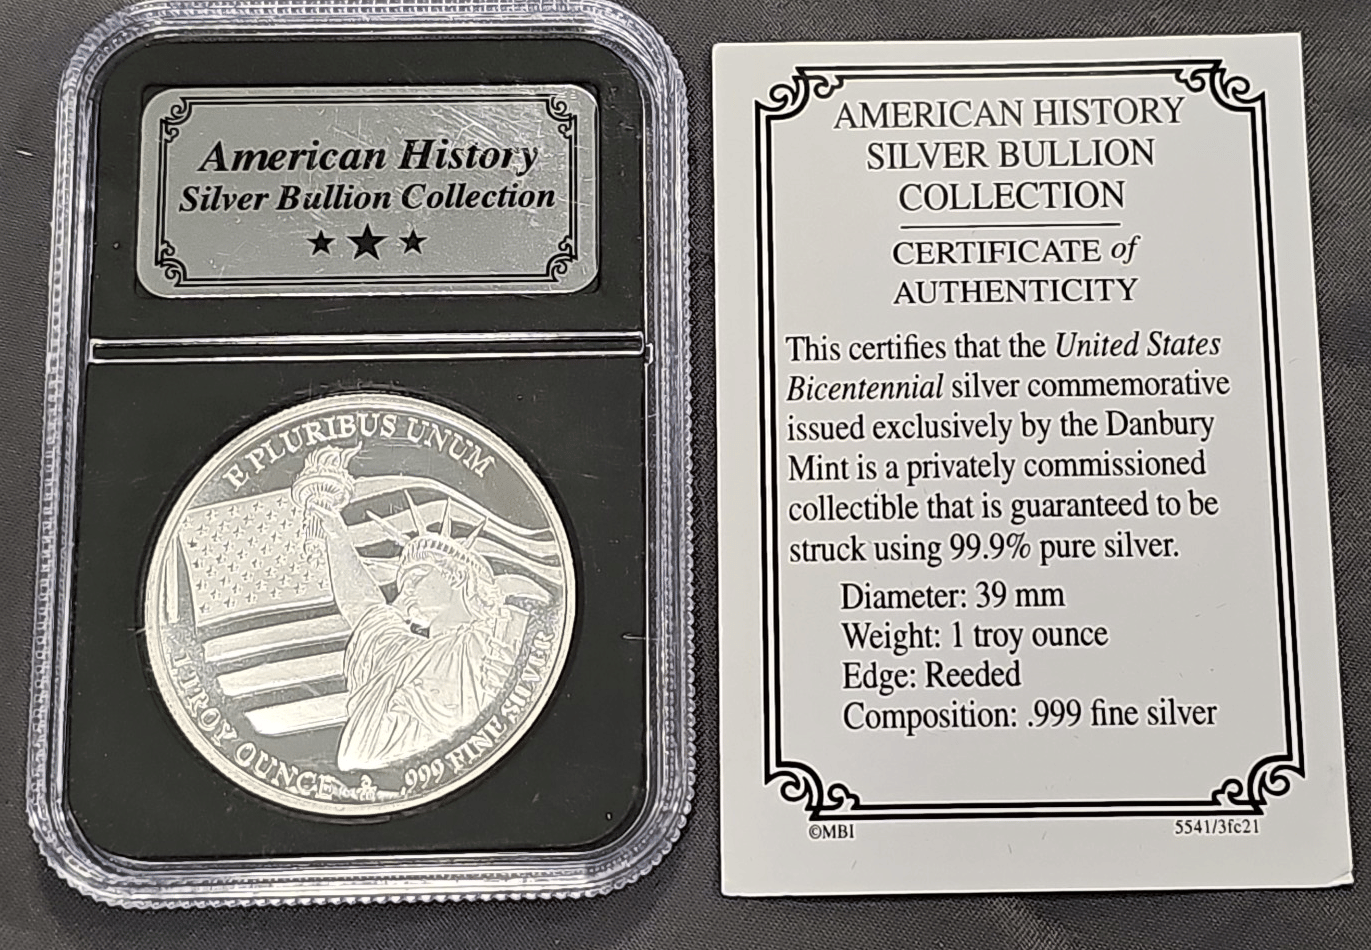 American History
Silver Bullion Collection
E PLURIBUS UNUM
1 TROY OUNCE
.999 FINE SILVER
AMERICAN HISTORY
SILVER BULLION
COLLECTION
CERTIFICATE of
AUTHENTICITY
This certifies that the United States
Bicentennial silver commemorative
issued exclusively by the Danbury
Mint is a privately commissioned
collectible that is guaranteed to be
struck using 99.9% pure silver.
Diameter: 39 mm
Weight: 1 troy ounce
Edge: Reeded
Composition: .999 fine silver
©MBI
5541/3fc21